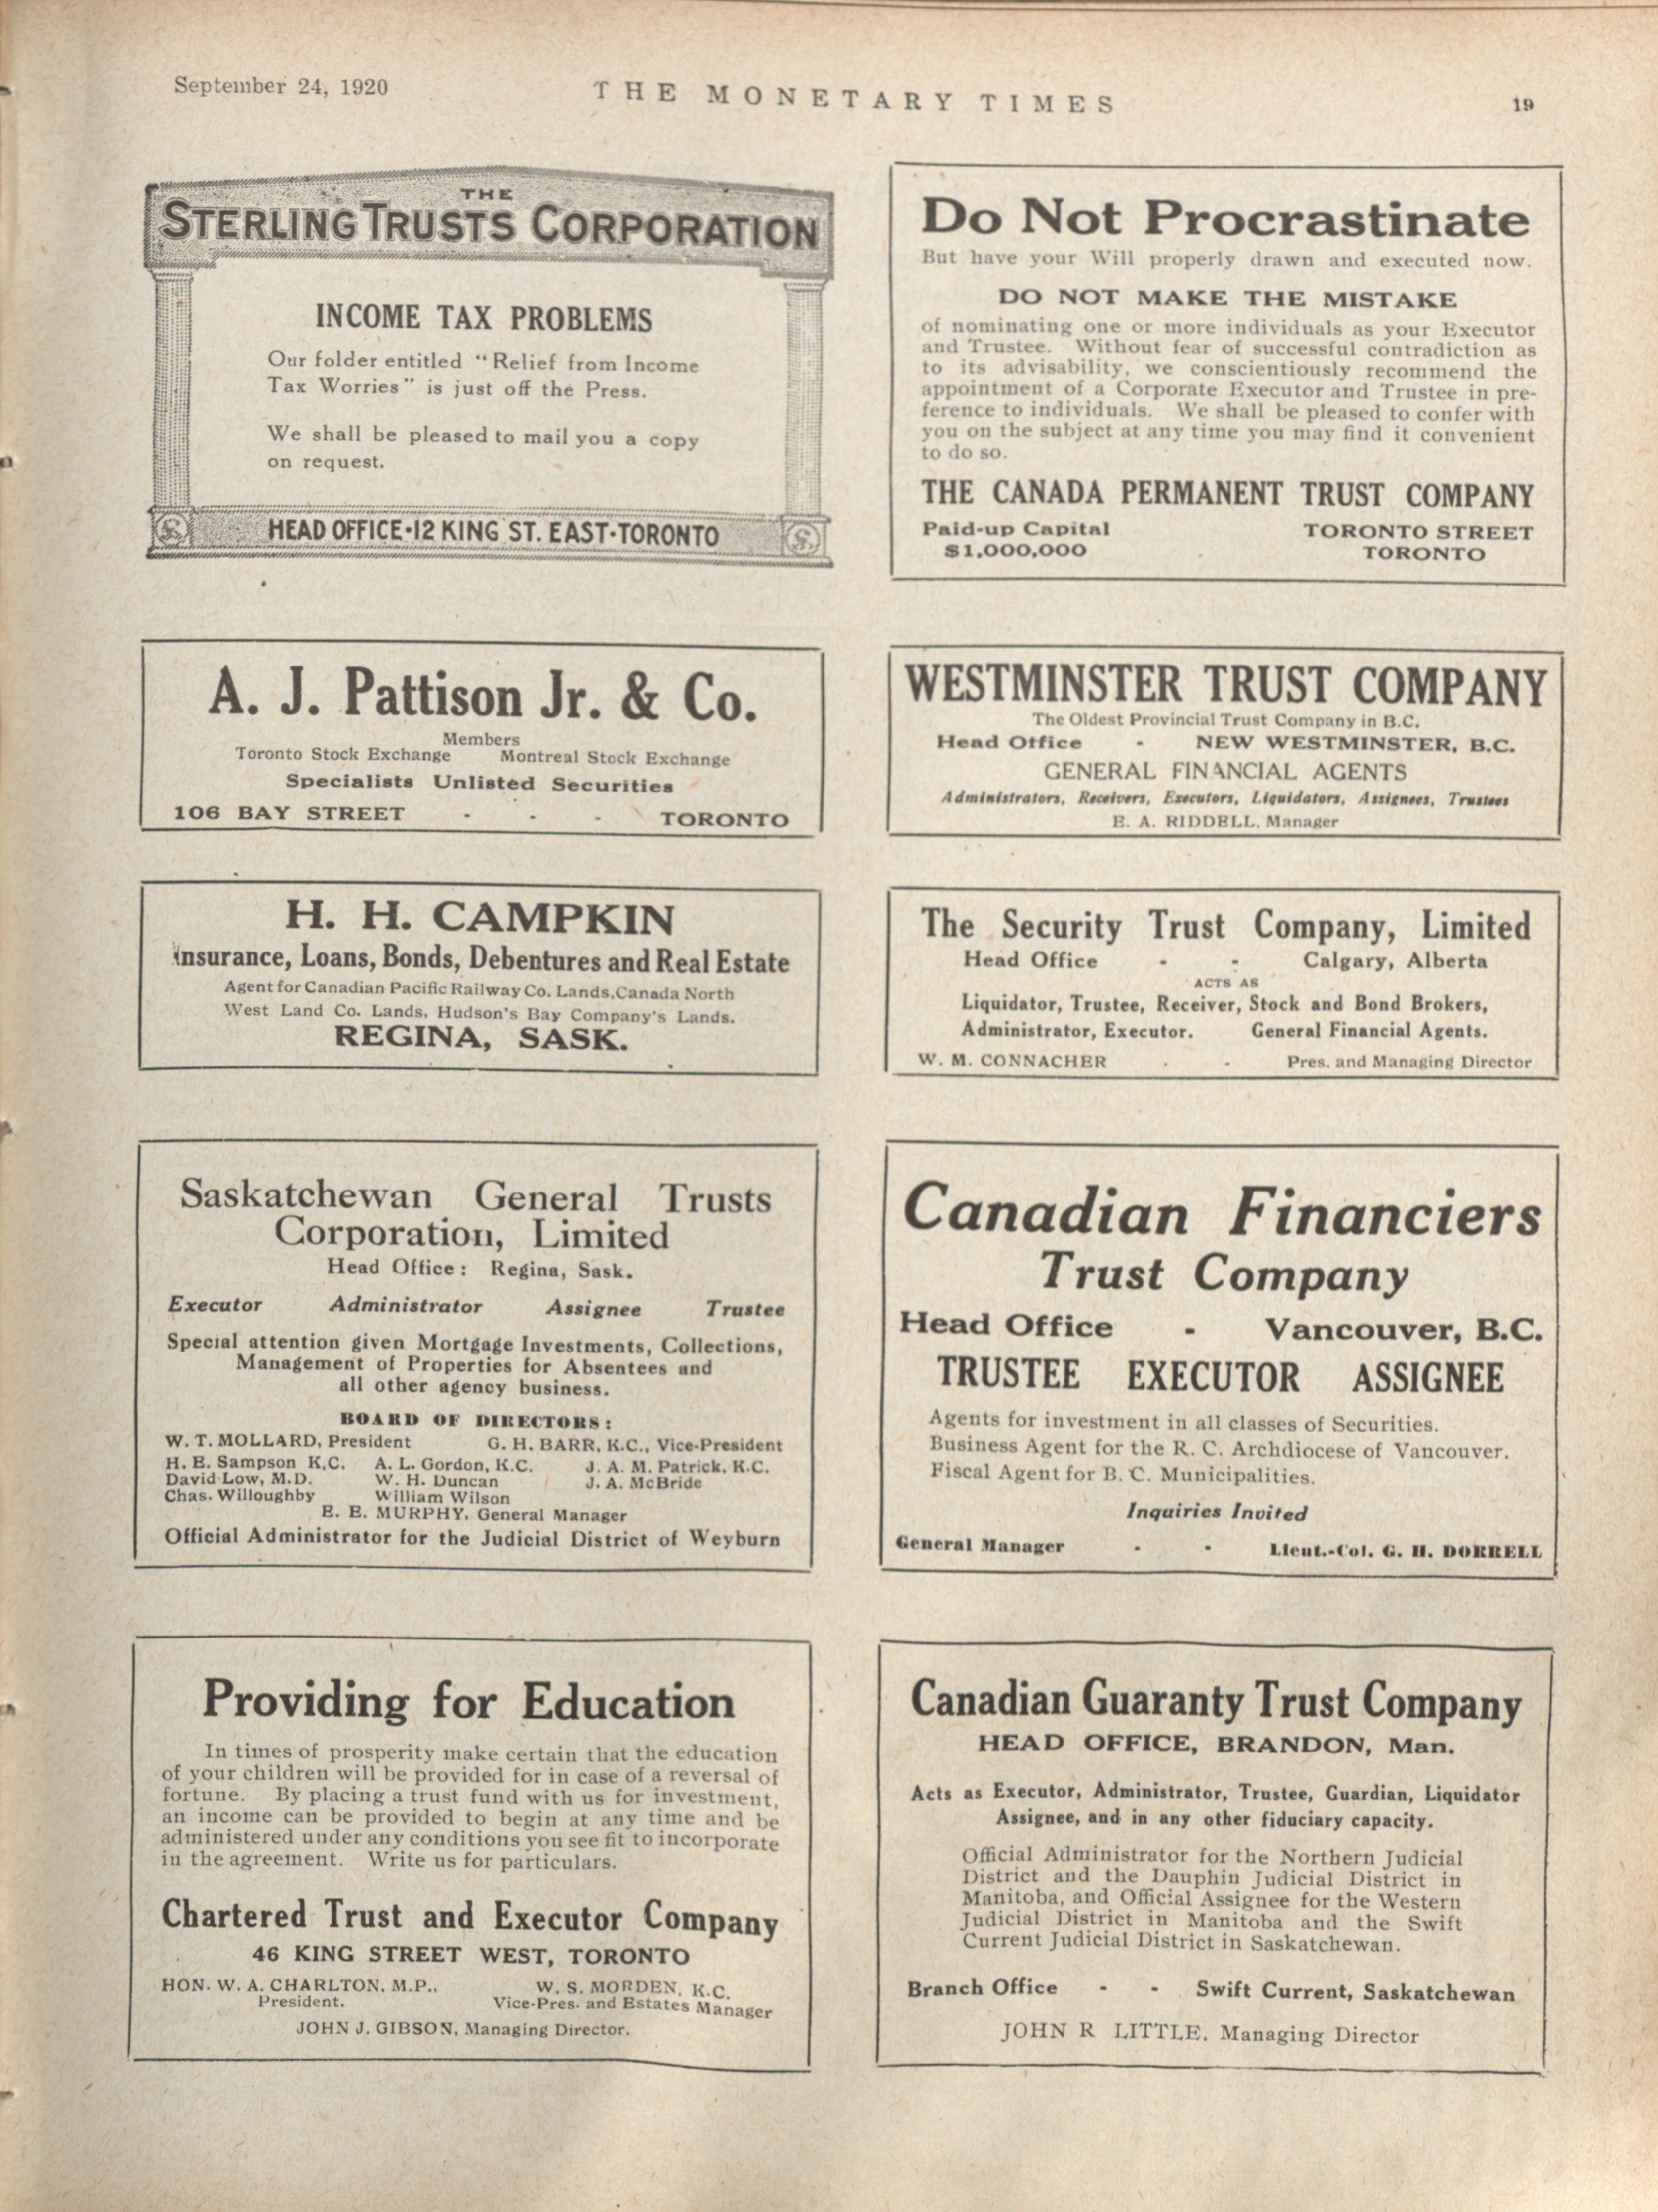 September 24, 1920
THE MONETARY TIMES
19
THE
STERLING TRUSTS CORPORATION
INCOME TAX PROBLEMS
Our folder entitled "Relief from Income
Tax Worries" is just off the Press.
We shall be pleased to mail you a copy
on request.
HEAD OFFICE·12 KING ST. EAST·TORONTO
Do Not Procrastinate
But have your Will properly drawn and executed now.
DO NOT MAKE THE MISTAKE
of nominating one or more individuals as your Executor
and Trustee. Without fear of successful contradiction as
to its advisability, we conscientiously recommend the
appointment of a Corporate Executor and Trustee in pre-
ference to individuals. We shall be pleased to confer with
you on the subject at any time you may find it convenient
to do so.
THE CANADA PERMANENT TRUST COMPANY
Paid-up Capital TORONTO STREET
$1,000,000 TORONTO
A. J. Pattison Jr. & Co.
Members
Toronto Stock Exchange Montreal Stock Exchange
Specialists Unlisted Securities
106 BAY STREET - - - TORONTO
WESTMINSTER TRUST COMPANY
The Oldest Provincial Trust Company in B.C.
Head Office - NEW WESTMINSTER, B.C.
GENERAL FINANCIAL AGENTS
Administrators, Receivers, Executors, Liquidators, Assignees, Trustees
E. A. RIDDELL, Manager
H. H. CAMPKIN
Insurance, Loans, Bonds, Debentures and Real Estate
Agent for Canadian Pacific Railway Co. Lands, Canada North
West Land Co. Lands, Hudson's Bay Company's Lands.
REGINA, SASK.
The Security Trust Company, Limited
Head Office - - Calgary, Alberta
ACTS AS
Liquidator, Trustee, Receiver, Stock and Bond Brokers,
Administrator, Executor. General Financial Agents.
W. M. CONNACHER - - Pres. and Managing Director
Saskatchewan General Trusts
Corporation, Limited
Head Office: Regina, Sask.
Executor Administrator Assignee Trustee
Special attention given Mortgage Investments, Collections,
Management of Properties for Absentees and
all other agency business.
BOARD OF DIRECTORS:
W. T. MOLLARD, President G. H. BARR, K.C., Vice-President
H. E. Sampson K.C. A. L. Gordon, K.C. J. A. M. Patrick, K.C.
David Low, M.D. W. H. Duncan J. A. McBride
Chas. Willoughby William Wilson
E. E. MURPHY, General Manager
Official Administrator for the Judicial District of Weyburn
Canadian Financiers
Trust Company
Head Office - Vancouver, B.C.
TRUSTEE EXECUTOR ASSIGNEE
Agents for investment in all classes of Securities.
Business Agent for the R. C. Archdiocese of Vancouver.
Fiscal Agent for B. C. Municipalities.
Inquiries Invited
General Manager - - Lieut.-Col. G. H. DORRELL
Providing for Education
In times of prosperity make certain that the education
of your children will be provided for in case of a reversal of
fortune. By placing a trust fund with us for investment,
an income can be provided to begin at any time and be
administered under any conditions you see fit to incorporate
in the agreement. Write us for particulars.
Chartered Trust and Executor Company
46 KING STREET WEST, TORONTO
HON. W. A. CHARLTON, M.P., W. S. MORDEN, K.C.
President. Vice-Pres. and Estates Manager
JOHN J. GIBSON, Managing Director.
Canadian Guaranty Trust Company
HEAD OFFICE, BRANDON, Man.
Acts as Executor, Administrator, Trustee, Guardian, Liquidator
Assignee, and in any other fiduciary capacity.
Official Administrator for the Northern Judicial
District and the Dauphin Judicial District in
Manitoba, and Official Assignee for the Western
Judicial District in Manitoba and the Swift
Current Judicial District in Saskatchewan.
Branch Office - - Swift Current, Saskatchewan
JOHN R LITTLE, Managing Director